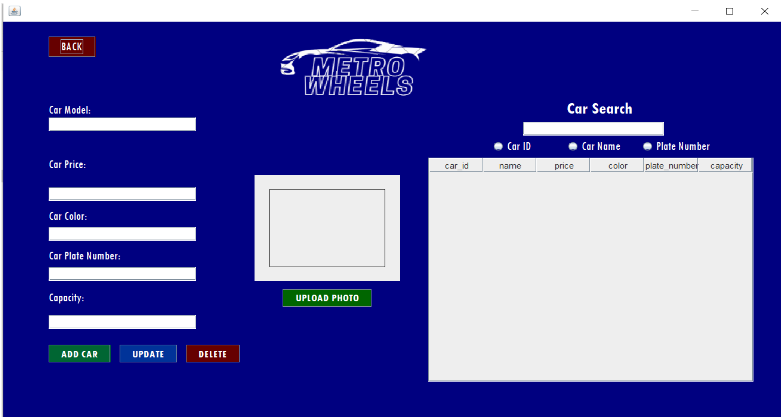 BACK
METRO
WHEELS
Car Model:
Car Price:
Car Color:
Car Plate Number:
Capacity:
ADD CAR UPDATE DELETE
UPLOAD PHOTO
Car Search
Car ID Car Name Plate Number
car_id name price color plate_number capacity